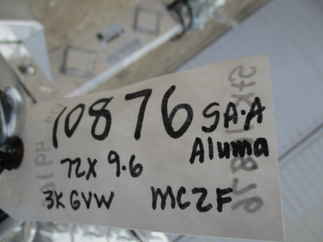 10876 SA.A
Aluma
72X 9.6
3K GVW MCZF